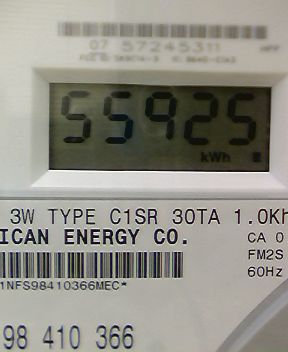 07 57245311
55925
kWh
3W TYPE C1SR 30TA 1.0Kh
ICAN ENERGY CO.
CA 0
FM2S
60Hz
1NFS98410366MEC*
98 410 366